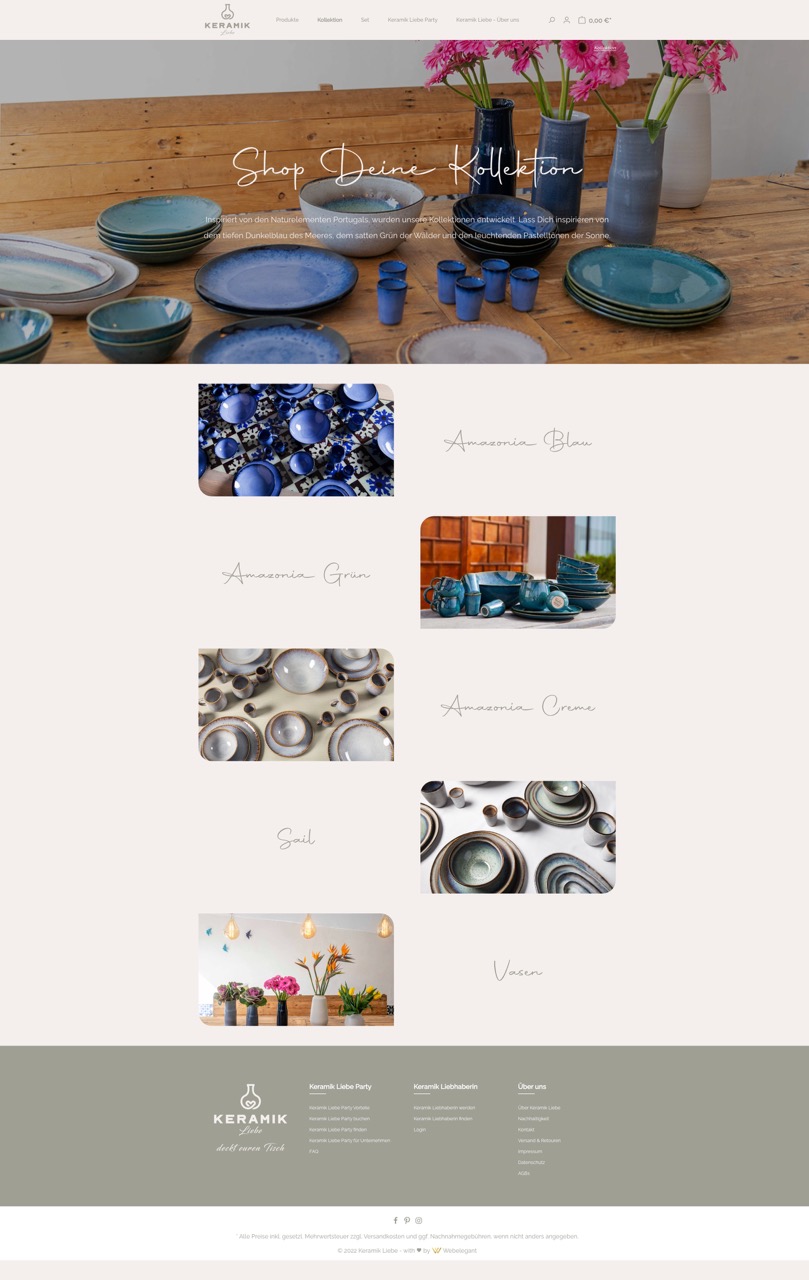 KERAMIK
Liebe
Produkte
Kollektion
Set
Keramik Liebe Party
Keramik Liebe - Über uns
0,00 €*
Kollektion
Shop Deine Kollektion
Inspiriert von den Naturelementen Portugals, wurden unsere Kollektionen entwickelt. Lass Dich inspirieren von
dem tiefen Dunkelblau des Meeres, dem satten Grün der Wälder und den leuchtenden Pastelltönen der Sonne.
Amazonia Blau
Amazonia Grün
Amazonia Creme
Sail
Vasen
KERAMIK
Liebe
deckt euren Tisch
Keramik Liebe Party
Keramik Liebe Party Vorteile
Keramik Liebe Party buchen
Keramik Liebe Party finden
Keramik Liebe Party für Unternehmen
FAQ
Keramik Liebhaberin
Keramik Liebhaberin werden
Keramik Liebhaberin finden
Login
Über uns
Über Keramik Liebe
Nachhaltigkeit
Kontakt
Versand & Retouren
Impressum
Datenschutz
AGBs
* Alle Preise inkl. gesetzl. Mehrwertsteuer zzgl. Versandkosten und ggf. Nachnahmegebühren, wenn nicht anders angegeben.
© 2022 Keramik Liebe - with ♥ by Webelegant